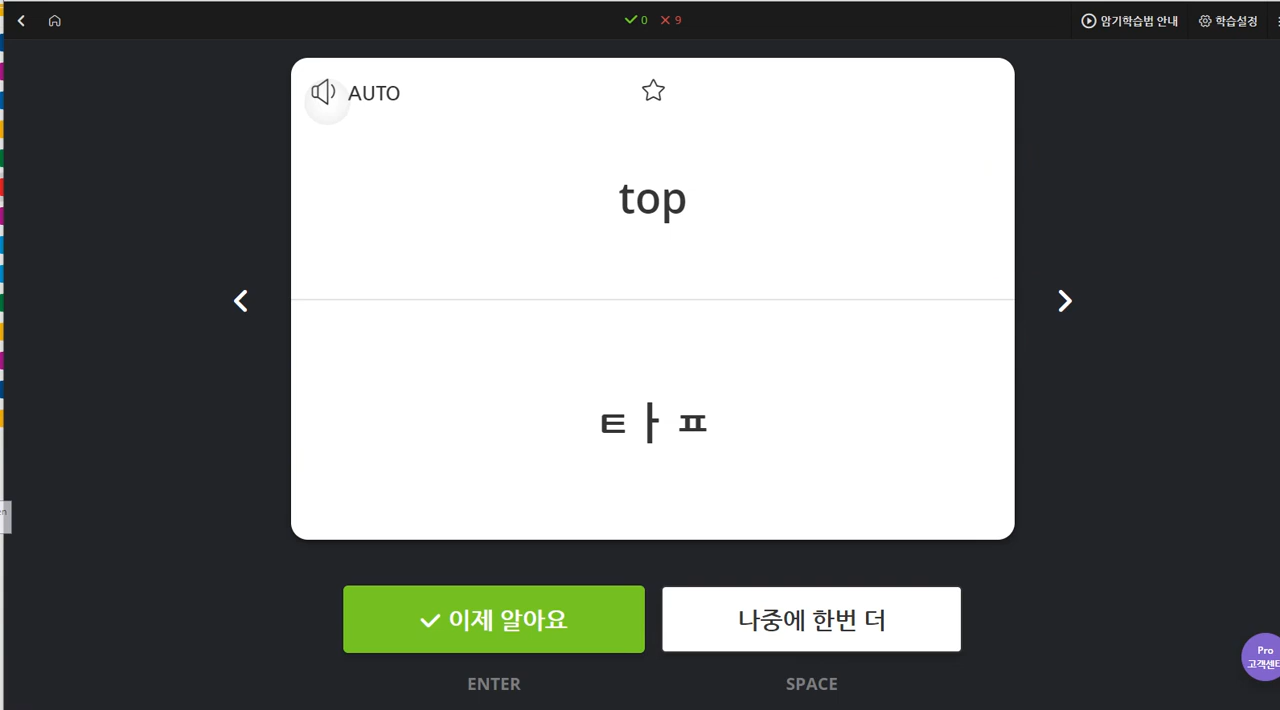 0 9
암기학습법 안내 학습설정
AUTO
top
ㅌㅏㅍ
이제 알아요 나중에 한번 더
ENTER SPACE
Pro
고객센터
en